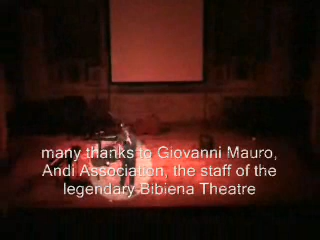 many thanks to Giovanni Mauro,
Andi Association, the staff of the
legendary Bibiena Theatre